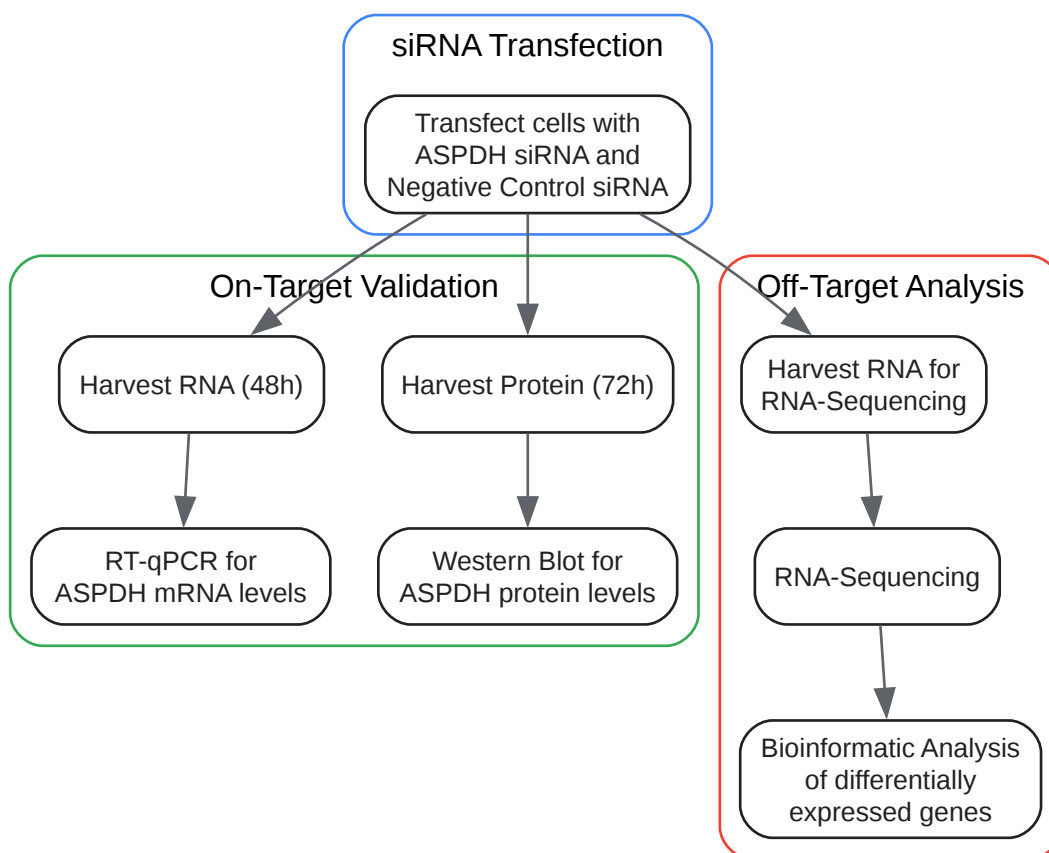 siRNA Transfection
Transfect cells with
ASPDH siRNA and
Negative Control siRNA
On-Target Validation
Harvest RNA (48h)
Harvest Protein (72h)
RT-qPCR for
ASPDH mRNA levels
Western Blot for
ASPDH protein levels
Off-Target Analysis
Harvest RNA for
RNA-Sequencing
RNA-Sequencing
Bioinformatic Analysis
of differentially
expressed genes